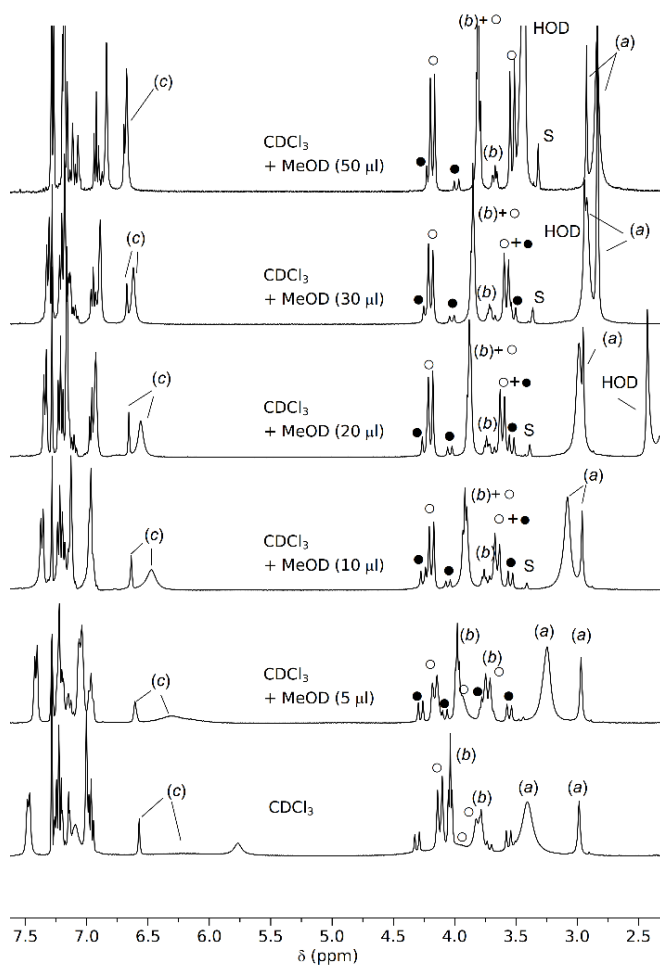 (b)+ ○ HOD
○ ○ (a)
(c)
S
CDCl3
+ MeOD (50 µl) ● ● (b)
(b)+ ○
(c) ○ ○+● HOD (a)
CDCl3
+ MeOD (30 µl) ● ● (b) ● S
(b)+ ○
(c) ○ ○+● (a)
HOD
CDCl3
+ MeOD (20 µl) ● ● (b) ● S
(b)+ ○ (a)
○ ○+●
(c)
CDCl3
+ MeOD (10 µl) ● ● (b) ● S
(b) (a) (a)
(c) ○ ○ (b) ○
CDCl3
+ MeOD (5 µl) ● ● ● ●
(b)
(c) ○ ○ (b) (a) (a)
CDCl3
○
7.5 7.0 6.5 6.0 5.5 5.0 4.5 4.0 3.5 3.0 2.5
δ (ppm)